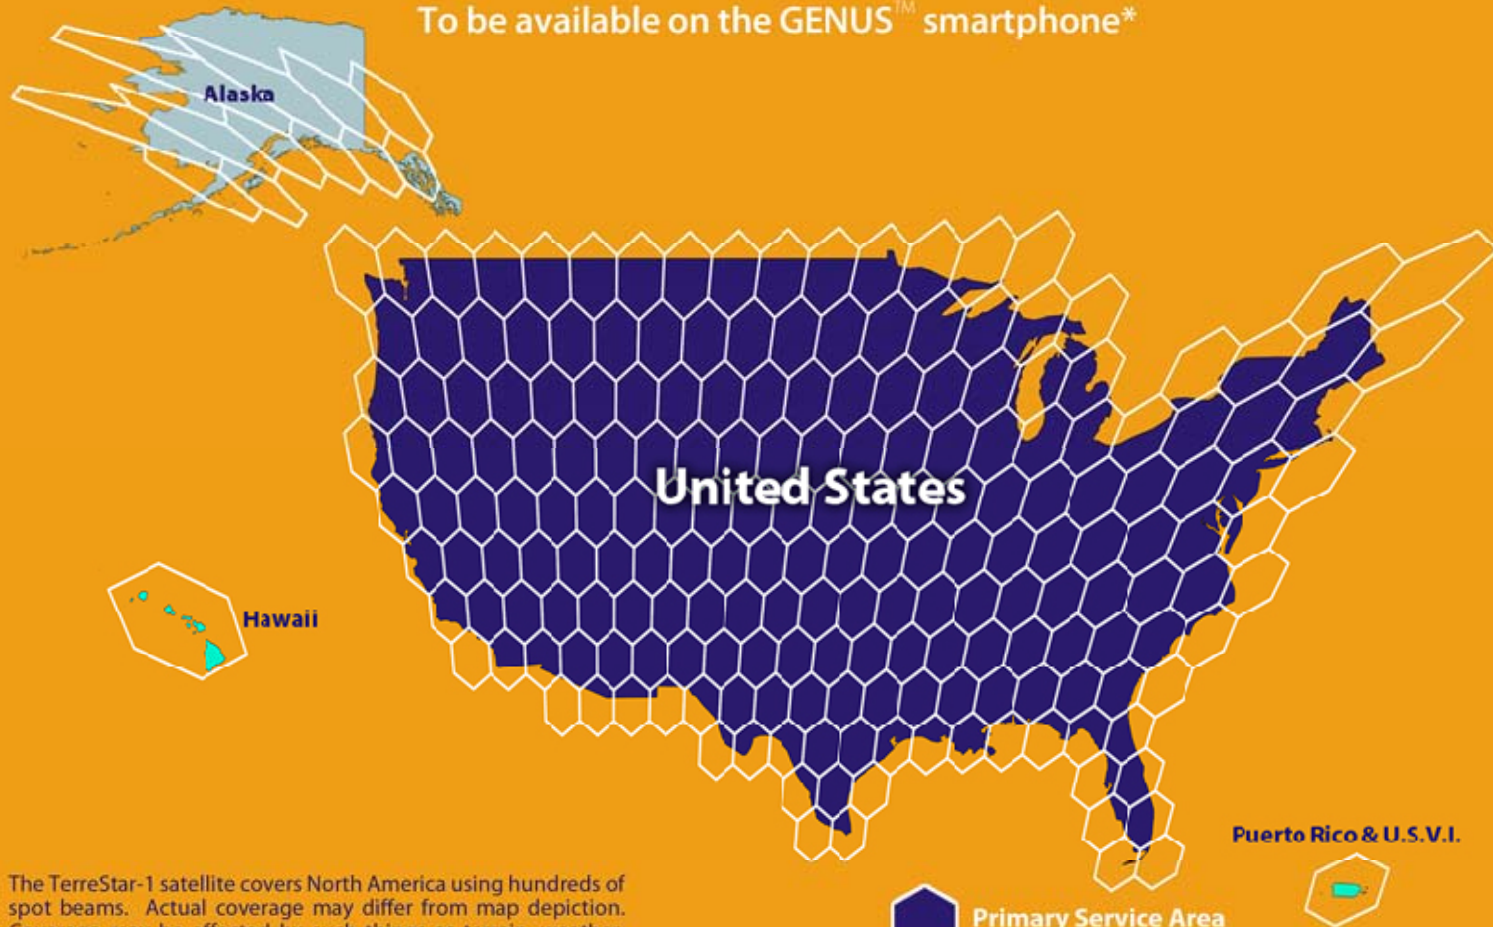 To be available on the GENUS™ smartphone*
Alaska
United States
Hawaii
Puerto Rico & U.S.V.I.
The TerreStar-1 satellite covers North America using hundreds of
spot beams. Actual coverage may differ from map depiction.
Primary Service Area